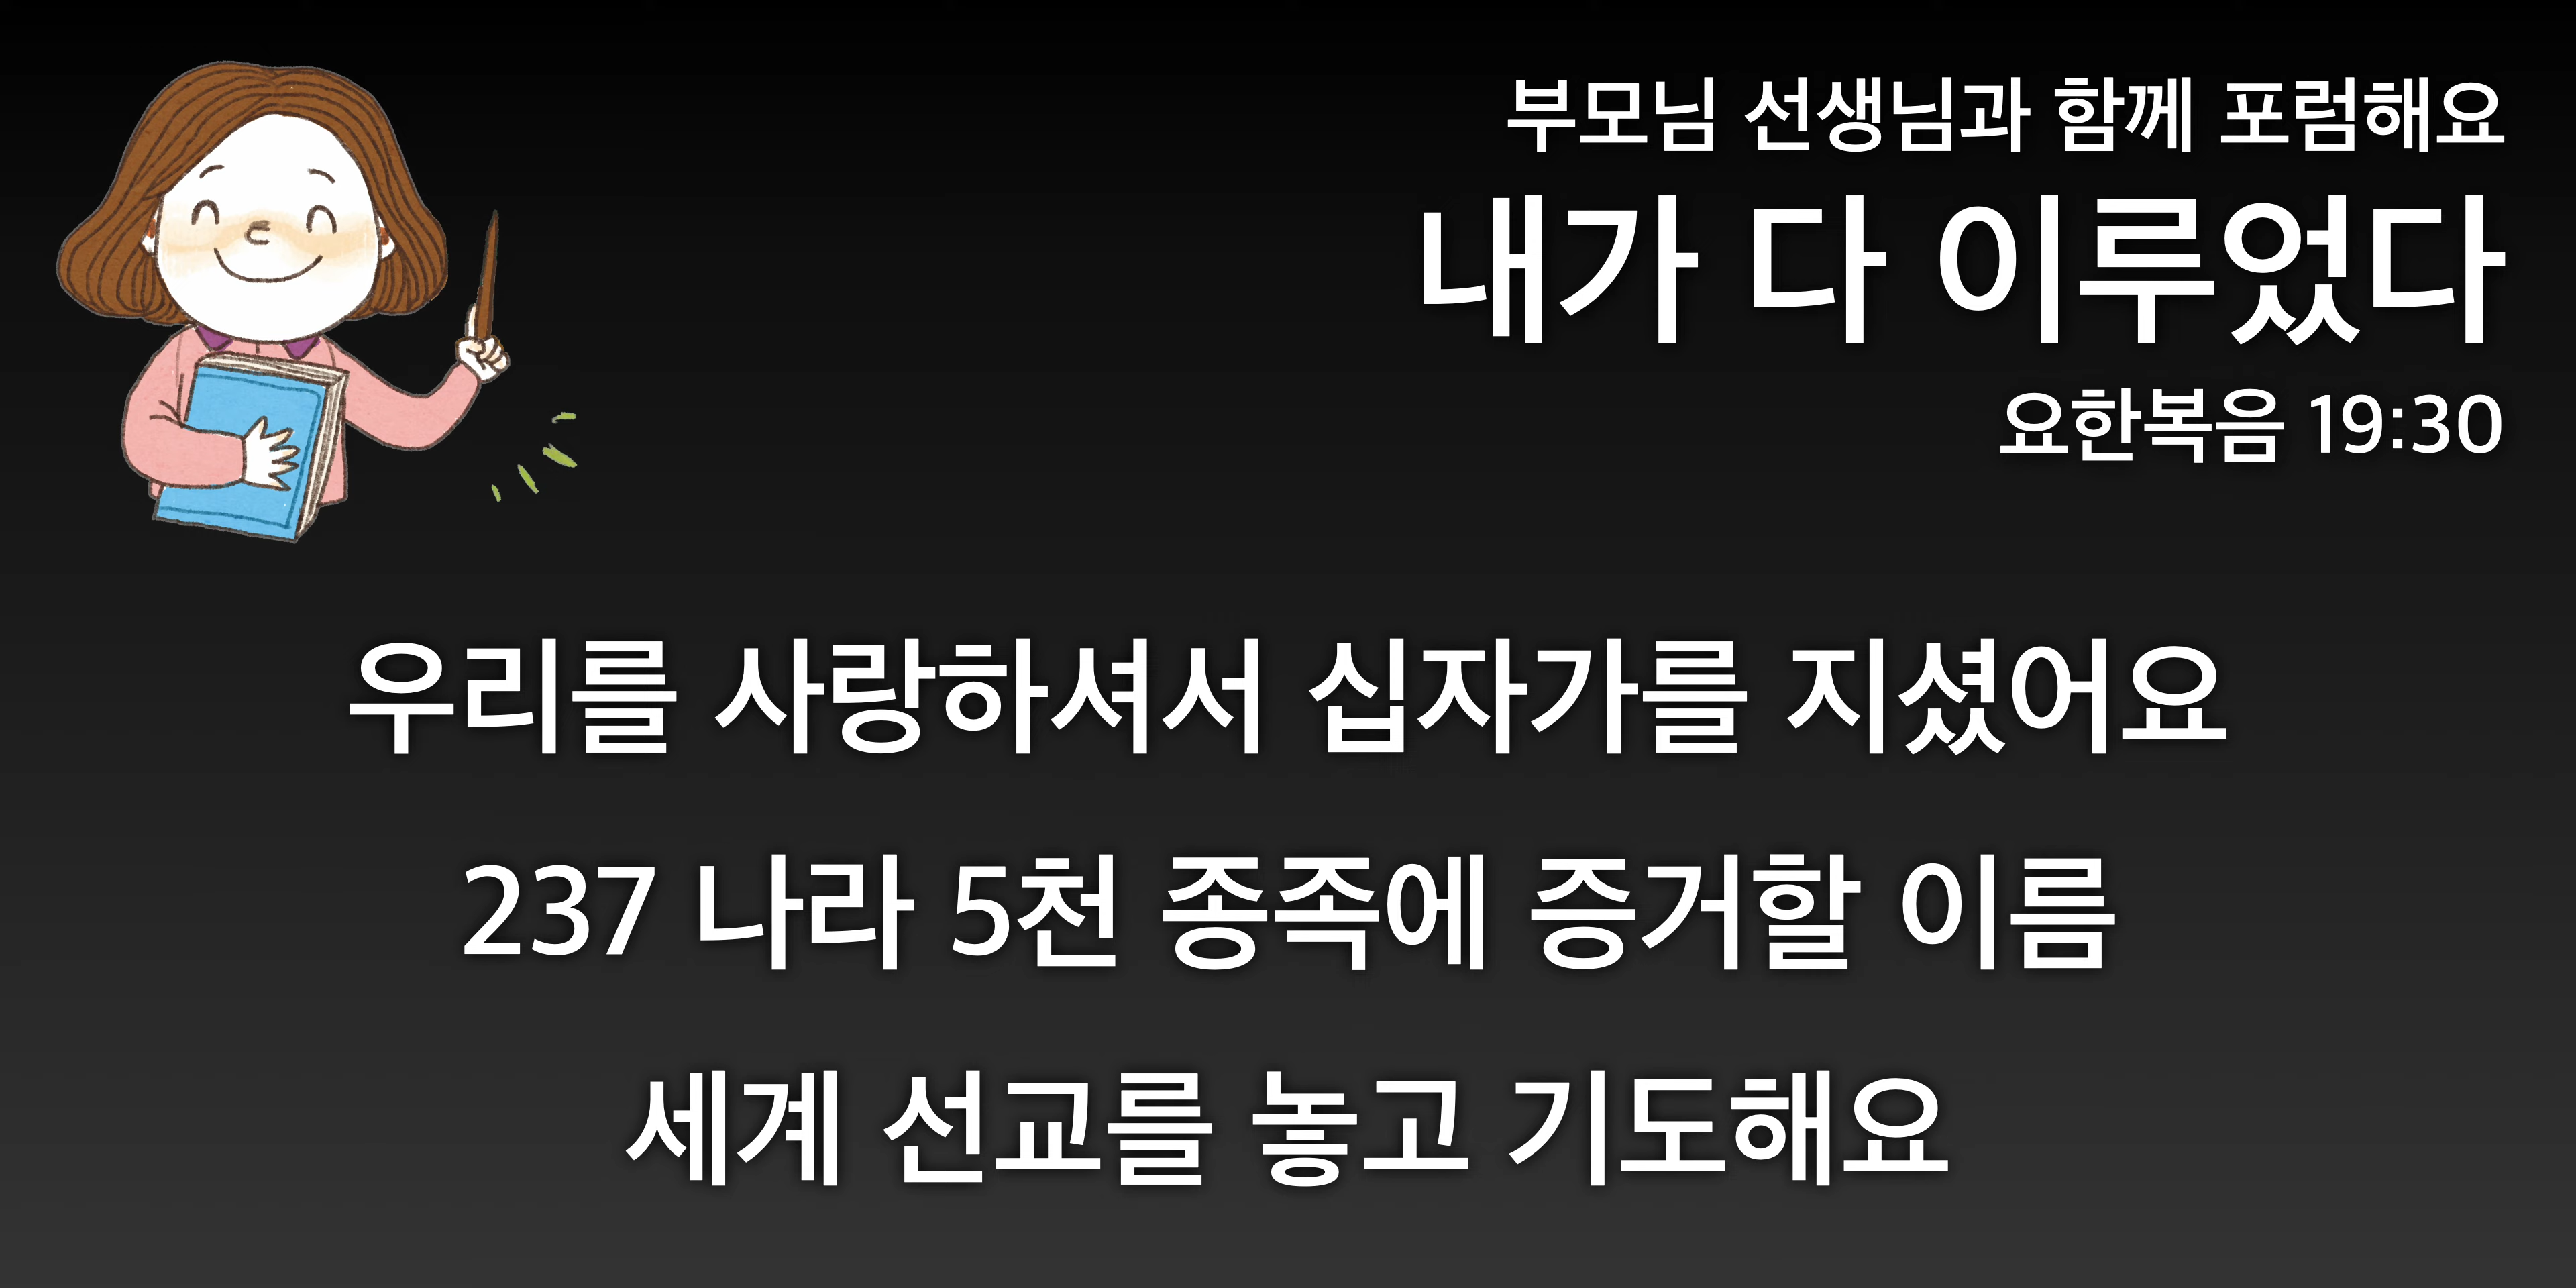 부모님 선생님과 함께 포럼해요
내가 다 이루었다
요한복음 19:30
우리를 사랑하셔서 십자가를 지셨어요
237 나라 5천 종족에 증거할 이름
세계 선교를 놓고 기도해요